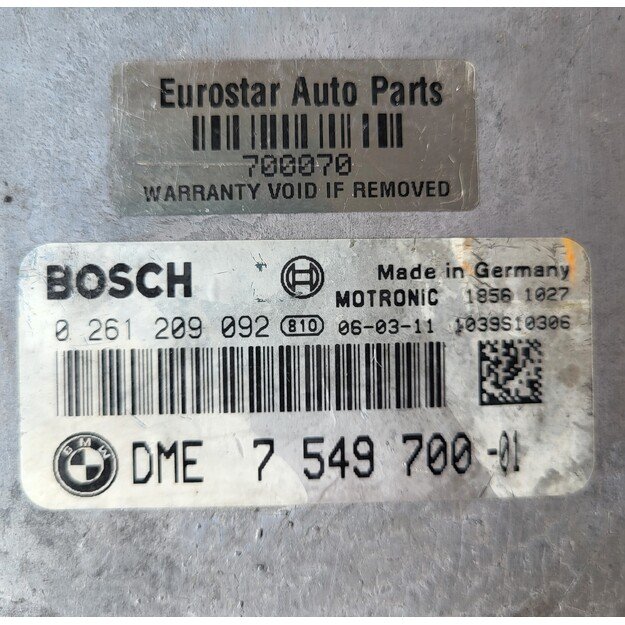 Eurostar Auto Parts
700070
WARRANTY VOID IF REMOVED
BOSCH
Made in Germany
MOTRONIC 1856 1027
0 261 209 092 810 06-03-11 1039S10306
BMW DME 7 549 700 -01